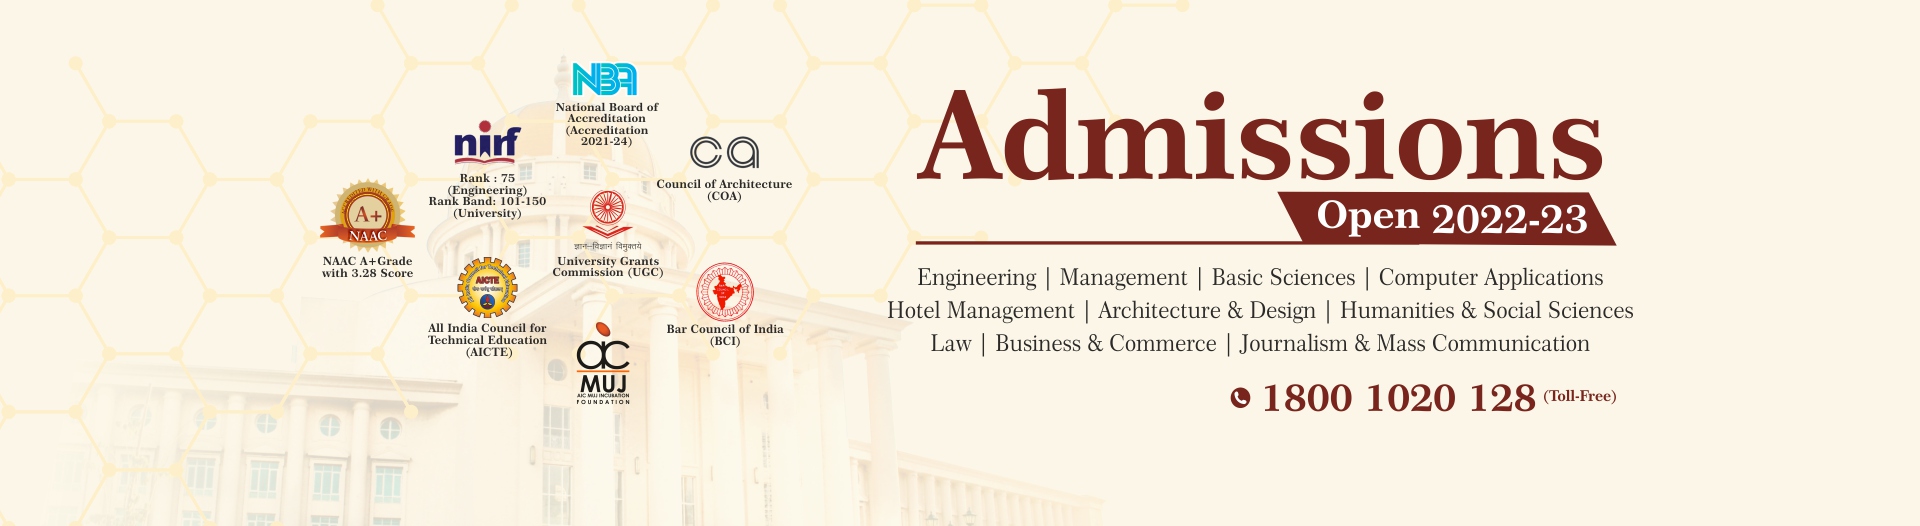 NBA
National Board of
Accreditation
(Accreditation
2021-24)
nirf
Rank : 75
(Engineering)
Rank Band: 101-150
(University)
ca
Council of Architecture
(COA)
A+
NAAC
NAAC A+Grade
with 3.28 Score
ज्ञान-विज्ञानं विमुक्तये
University Grants
Commission (UGC)
AICTE
All India Council for
Technical Education
(AICTE)
Bar Council of India
(BCI)
ac
MUJ
AIC MUJ INCUBATION
FOUNDATION
Admissions
Open 2022-23
Engineering | Management | Basic Sciences | Computer Applications
Hotel Management | Architecture & Design | Humanities & Social Sciences
Law | Business & Commerce | Journalism & Mass Communication
1800 1020 128 (Toll-Free)